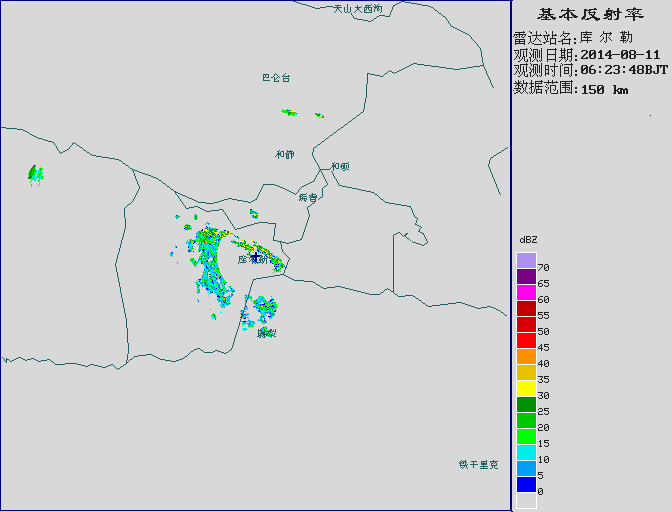 天山大西沟
基本反射率
雷达站名:库 尔 勒
观测日期:2014-08-11
观测时间:06:23:48BJT
数据范围:150 km
巴仑台
和静
和硕
焉耆
库尔勒
尉犁
铁干里克
dBZ
70
65
60
55
50
45
40
35
30
25
20
15
10
5
0